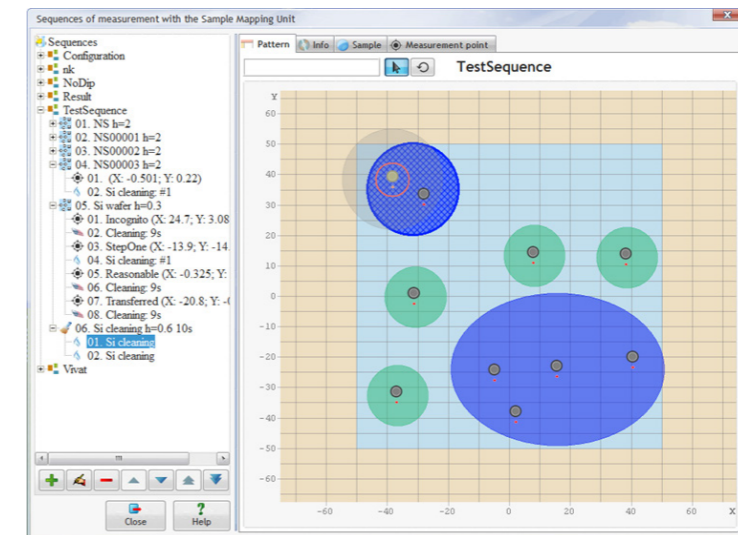 Sequences of measurement with the Sample Mapping Unit
Sequences
Configuration
nk
NoDip
Result
TestSequence
01. NS h=2
02. NS00001 h=2
03. NS00002 h=2
04. NS00003 h=2
01. (X: -0.501; Y: 0.22)
02. Si cleaning: #1
05. Si wafer h=0.3
01. Incognito (X: 24.7; Y: 3.08
02. Cleaning: 9s
03. StepOne (X: -13.9; Y: -14.
04. Si cleaning: #1
05. Reasonable (X: -0.325; Y:
06. Cleaning: 9s
07. Transferred (X: -20.8; Y: -(
08. Cleaning: 9s
06. Si cleaning h=0.6 10s
01. Si cleaning
02. Si cleaning
Vivat
Close
Help
Pattern Info Sample Measurement point
TestSequence
Y
60
50
40
30
20
10
0
-10
-20
-30
-40
-50
-60
-60 -40 -20 0 20 40 60 X